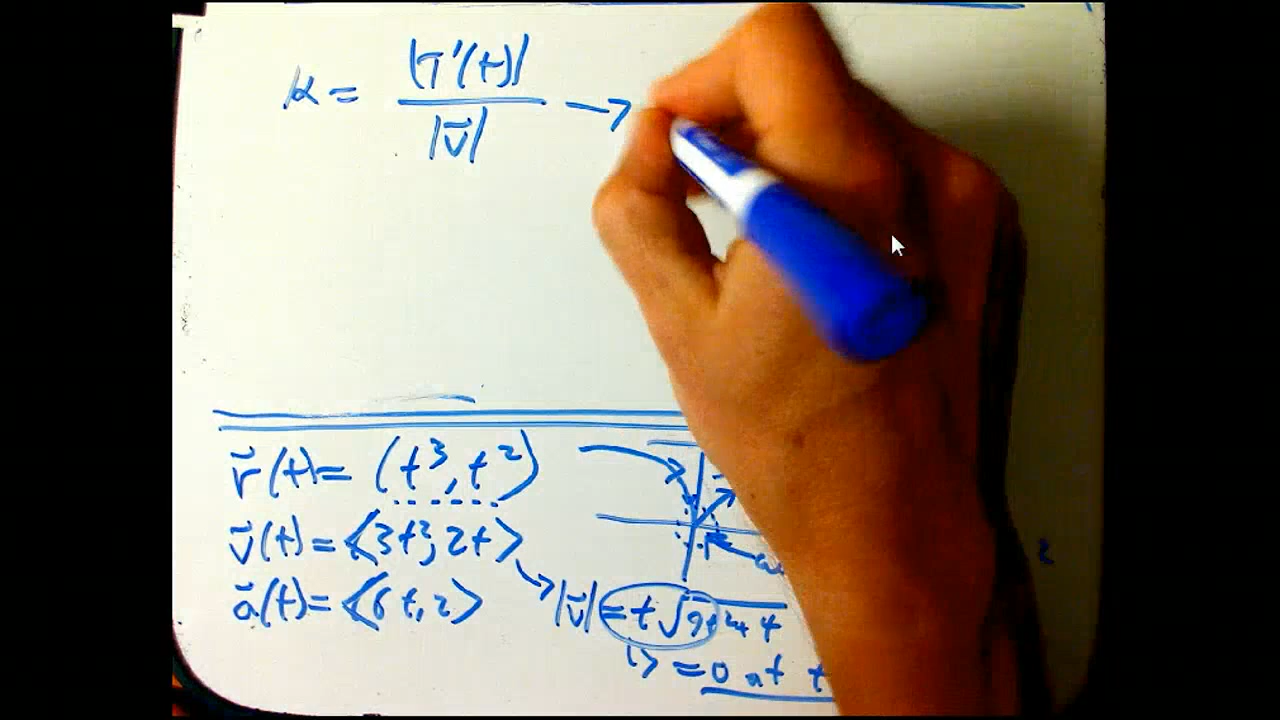 K = |T'(t)| / |v⃗| →
r⃗(t) = (t³, t²)
v⃗(t) = <3t², 2t>
a⃗(t) = <6t, 2>
|v⃗| = t√9t²+4
↳ = 0 at t